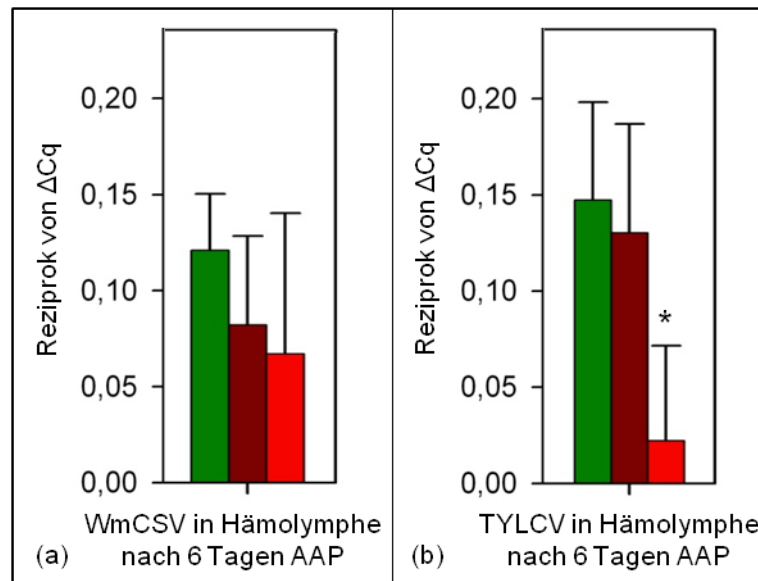 Reziprok von ΔCq
0,20
0,15
0,10
0,05
0,00
WmCSV in Hämolymphe
(a) nach 6 Tagen AAP
Reziprok von ΔCq
0,20
0,15
0,10
0,05
0,00
*
TYLCV in Hämolymphe
(b) nach 6 Tagen AAP